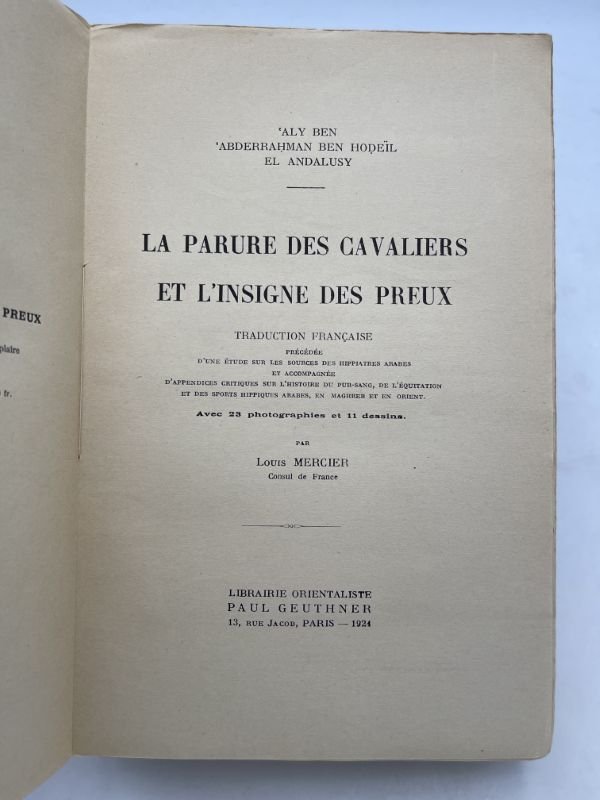 PREUX
plaire
fr.
'ALY BEN
'ABDERRAḤMAN BEN HOḌEÏL
EL ANDALUSY
LA PARURE DES CAVALIERS
ET L'INSIGNE DES PREUX
TRADUCTION FRANÇAISE
PRÉCÉDÉE
D'UNE ÉTUDE SUR LES SOURCES DES HIPPIATRES ARABES
ET ACCOMPAGNÉE
D'APPENDICES CRITIQUES SUR L'HISTOIRE DU PUR-SANG, DE L'ÉQUITATION
ET DES SPORTS HIPPIQUES ARABES, EN MAGHREB ET EN ORIENT.
Avec 23 photographies et 11 dessins.
PAR
LOUIS MERCIER
Consul de France
LIBRAIRIE ORIENTALISTE
PAUL GEUTHNER
13, RUE JACOB, PARIS — 1924